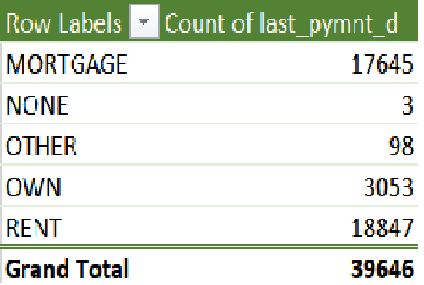 Row Labels Count of last_pymnt_d
MORTGAGE 17645
NONE 3
OTHER 98
OWN 3053
RENT 18847
Grand Total 39646